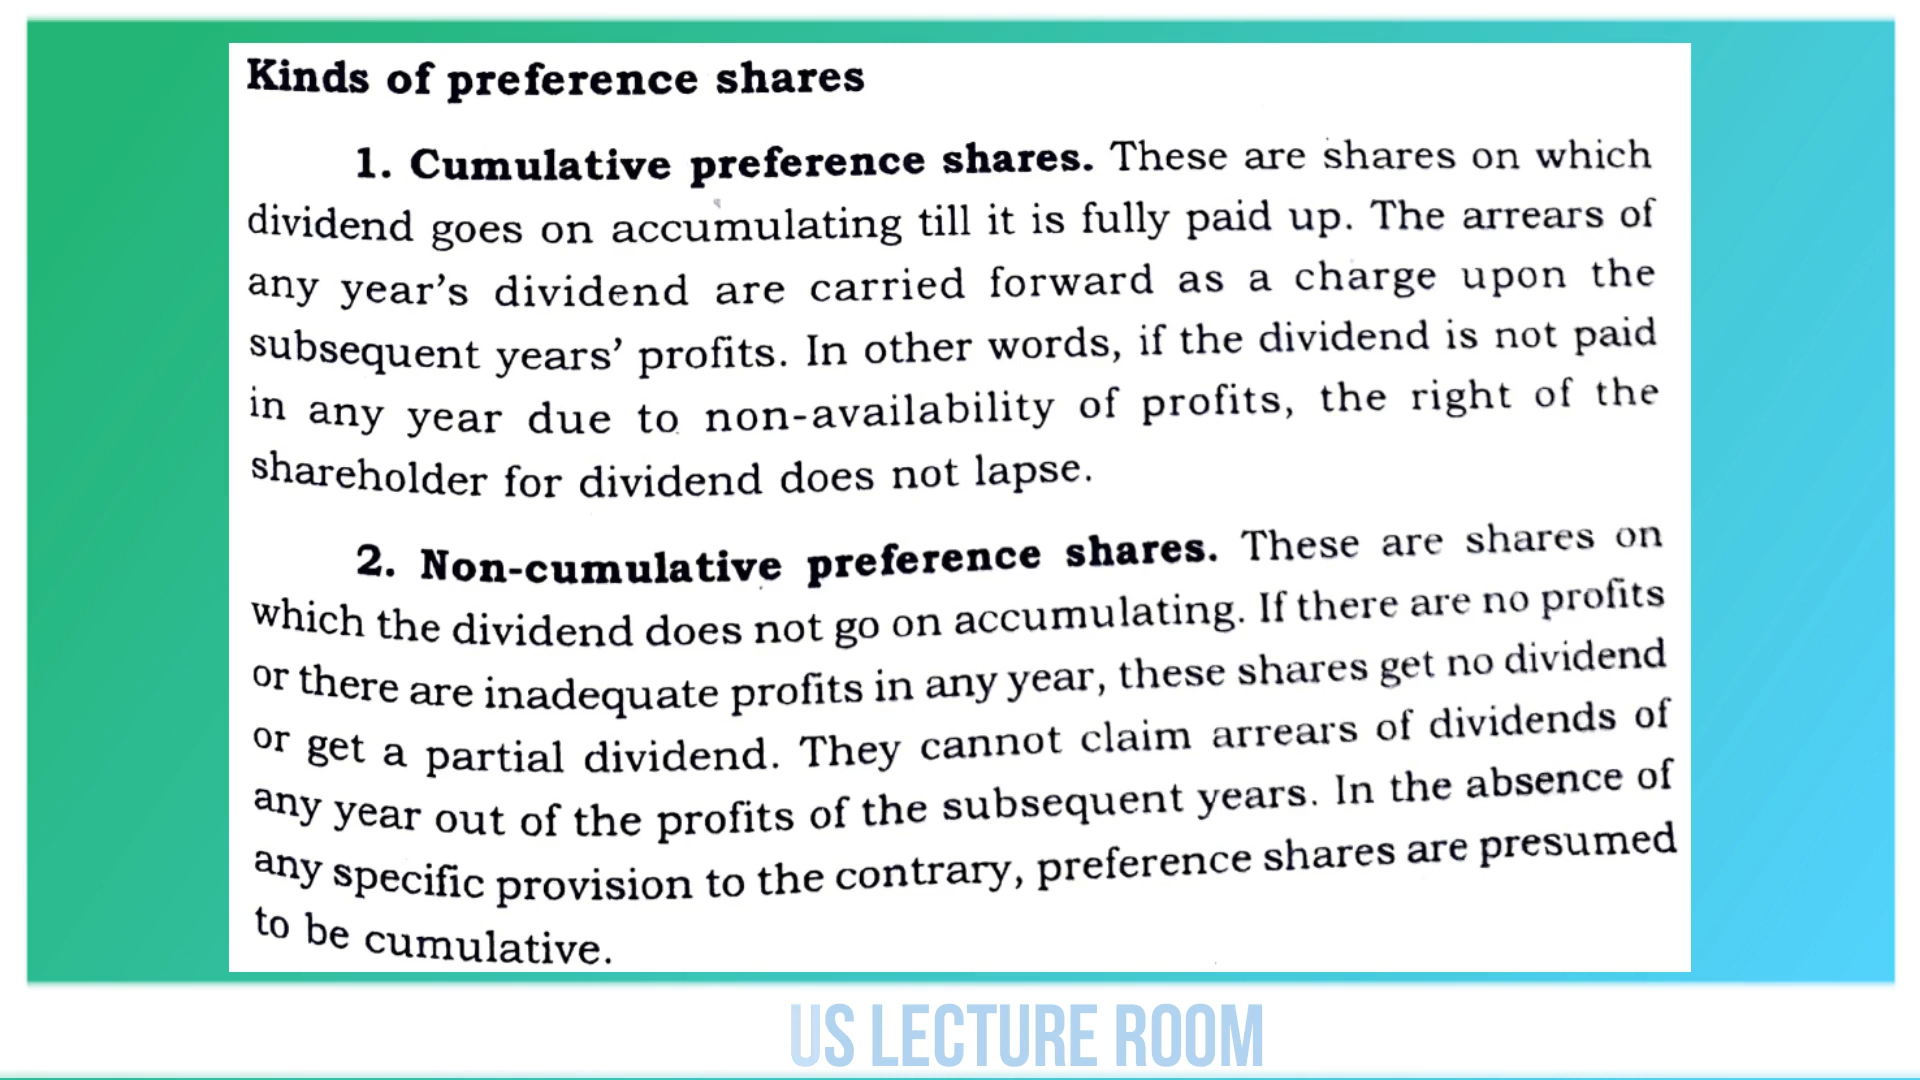 Kinds of preference shares
1. Cumulative preference shares. These are shares on which
dividend goes on accumulating till it is fully paid up. The arrears of
any year’s dividend are carried forward as a charge upon the
subsequent years’ profits. In other words, if the dividend is not paid
in any year due to non-availability of profits, the right of the
shareholder for dividend does not lapse.
2. Non-cumulative preference shares. These are shares on
which the dividend does not go on accumulating. If there are no profits
or there are inadequate profits in any year, these shares get no dividend
or get a partial dividend. They cannot claim arrears of dividends of
any year out of the profits of the subsequent years. In the absence of
any specific provision to the contrary, preference shares are presumed
to be cumulative.
US LECTURE ROOM